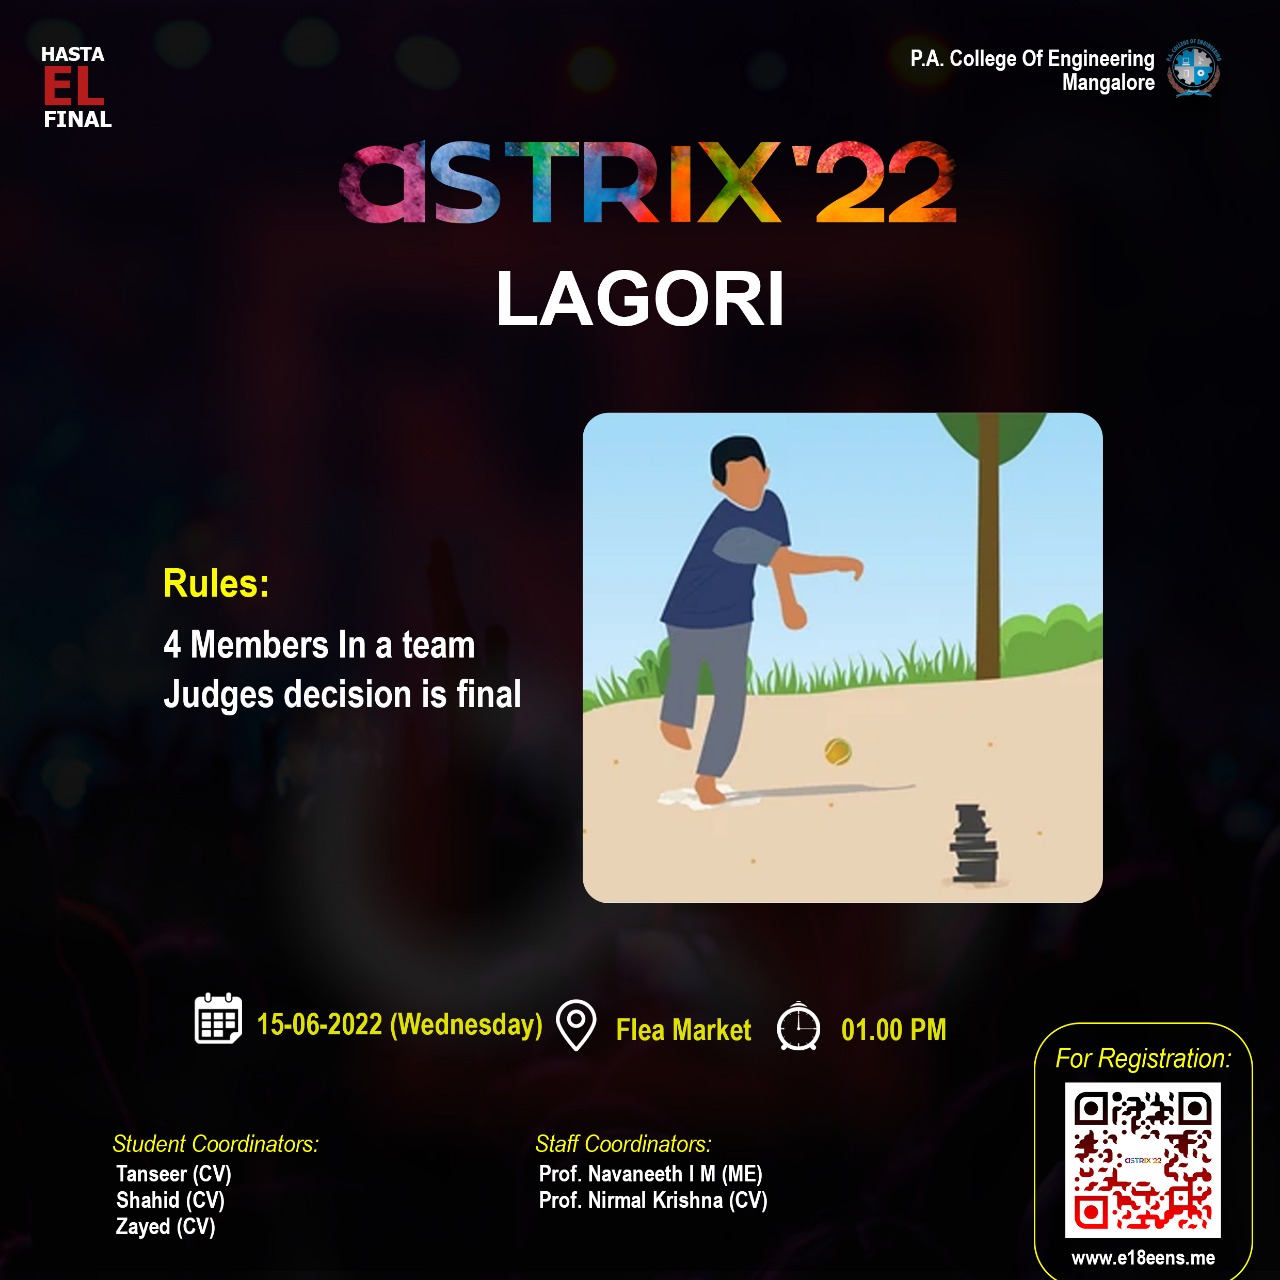 HASTA
EL
FINAL
P.A. College Of Engineering
Mangalore
aSTRIX'22
LAGORI
Rules:
4 Members In a team
Judges decision is final
15-06-2022 (Wednesday)
Flea Market
01.00 PM
For Registration:
aSTRIX'22
www.e18eens.me
Student Coordinators:
Tanseer (CV)
Shahid (CV)
Zayed (CV)
Staff Coordinators:
Prof. Navaneeth I M (ME)
Prof. Nirmal Krishna (CV)